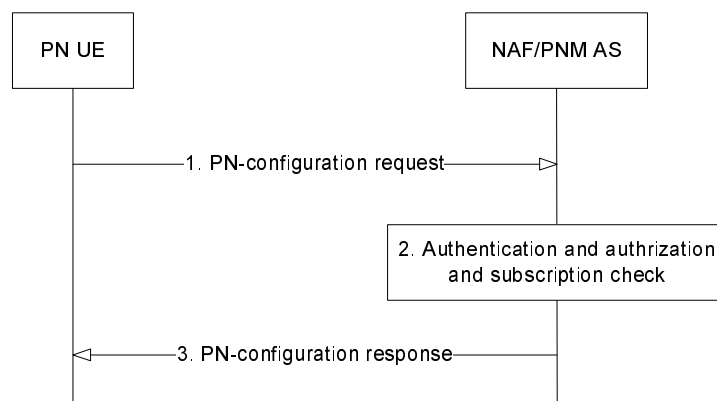 PN UE
NAF/PNM AS
1. PN-configuration request
2. Authentication and authrization
and subscription check
3. PN-configuration response